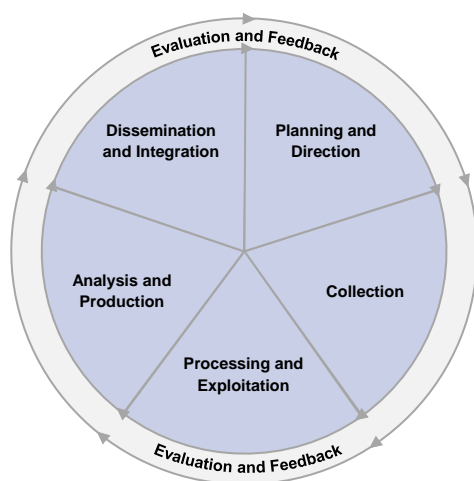 Evaluation and Feedback
Dissemination
and Integration
Planning and
Direction
Analysis and
Production
Collection
Processing and
Exploitation
Evaluation and Feedback